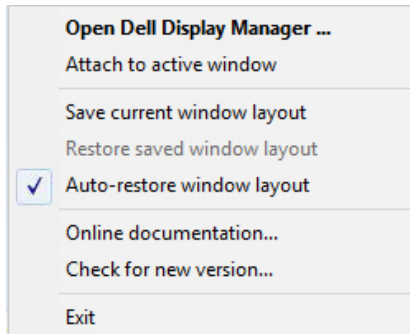 Open Dell Display Manager ...
Attach to active window
Save current window layout
Restore saved window layout
Auto-restore window layout
Online documentation...
Check for new version...
Exit